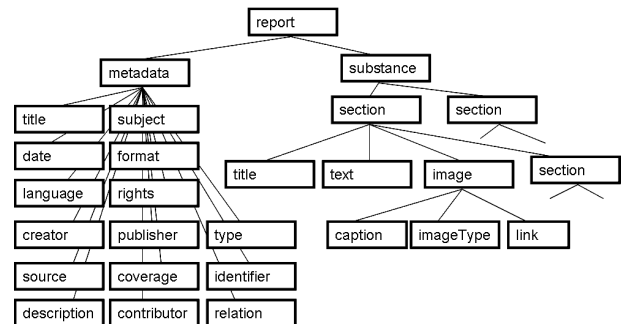 report
metadata
substance
section
section
title
subject
date
format
title
text
image
section
language
rights
creator
publisher
type
caption
imageType
link
source
coverage
identifier
description
contributor
relation